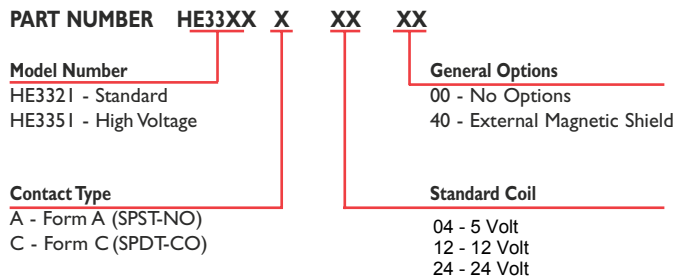 PART NUMBER HE33XX X XX XX
Model Number
HE3321 - Standard
HE3351 - High Voltage
General Options
00 - No Options
40 - External Magnetic Shield
Contact Type
A - Form A (SPST-NO)
C - Form C (SPDT-CO)
Standard Coil
04 - 5 Volt
12 - 12 Volt
24 - 24 Volt